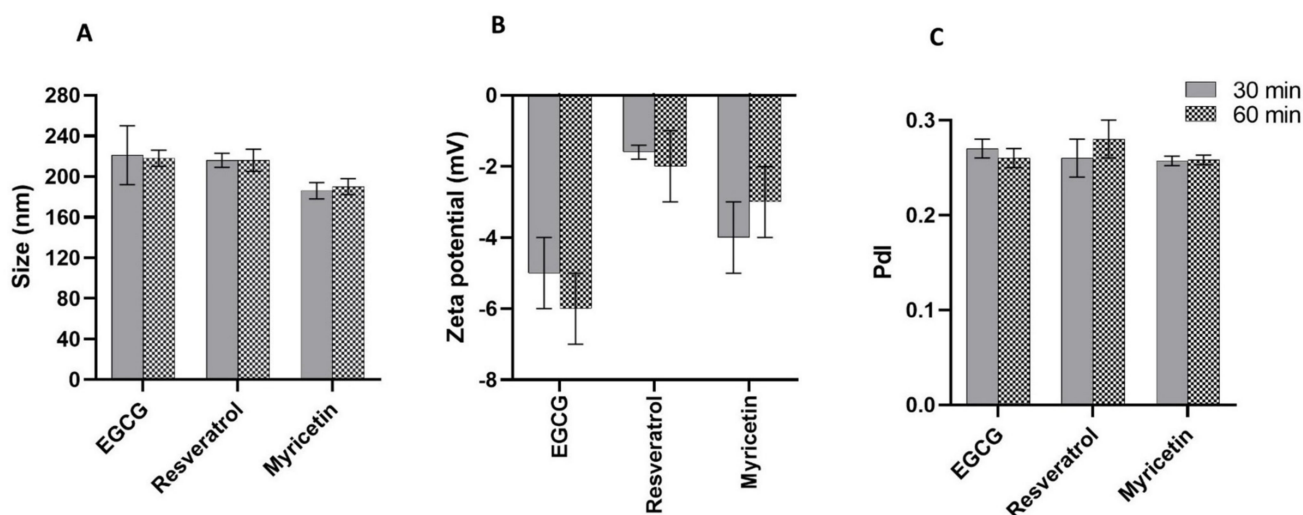 A
Size (nm)
280
240
200
160
120
80
40
0
EGCG
Resveratrol
Myricetin
B
Zeta potential (mV)
0
-2
-4
-6
-8
EGCG
Resveratrol
Myricetin
C
30 min
60 min
PdI
0.3
0.2
0.1
0.0
EGCG
Resveratrol
Myricetin